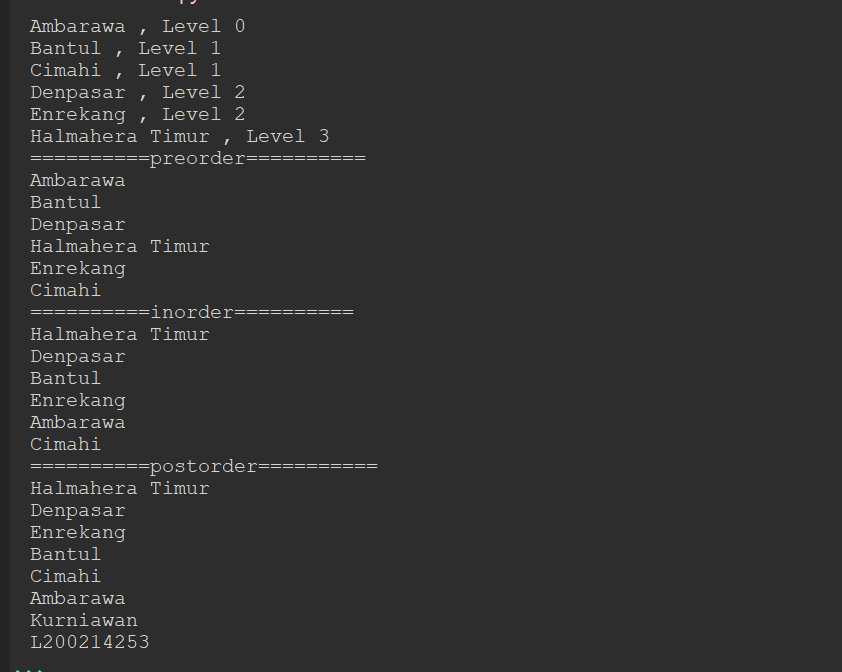 Ambarawa , Level 0
Bantul , Level 1
Cimahi , Level 1
Denpasar , Level 2
Enrekang , Level 2
Halmahera Timur , Level 3
==========preorder==========
Ambarawa
Bantul
Denpasar
Halmahera Timur
Enrekang
Cimahi
==========inorder==========
Halmahera Timur
Denpasar
Bantul
Enrekang
Ambarawa
Cimahi
==========postorder==========
Halmahera Timur
Denpasar
Enrekang
Bantul
Cimahi
Ambarawa
Kurniawan
L200214253